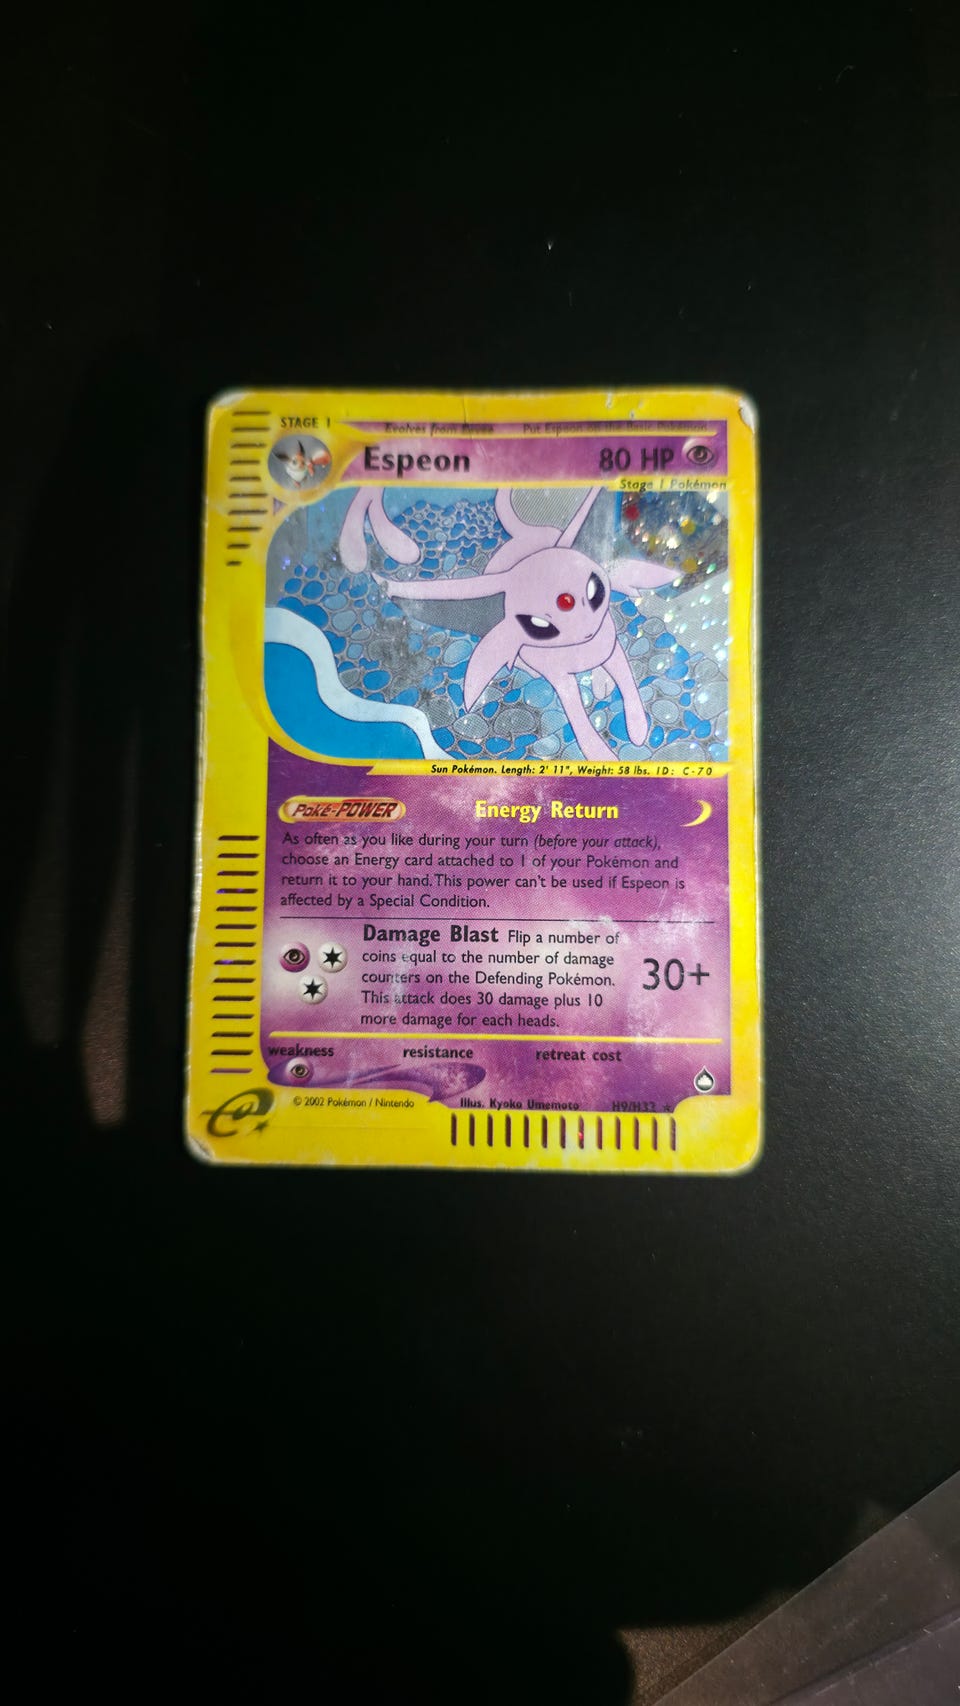 STAGE 1 Evolves from Eevee Put Espeon on the Basic Pokémon
Espeon 80 HP
Stage 1 Pokémon
Sun Pokémon. Length: 2' 11", Weight: 58 lbs. ID: C-70
Poké-POWER Energy Return
As often as you like during your turn (before your attack),
choose an Energy card attached to 1 of your Pokémon and
return it to your hand. This power can't be used if Espeon is
affected by a Special Condition.
Damage Blast Flip a number of
coins equal to the number of damage
counters on the Defending Pokémon.
This attack does 30 damage plus 10
more damage for each heads.
30+
weakness resistance retreat cost
e
© 2002 Pokémon / Nintendo Illus. Kyoko Umemoto H9/H32